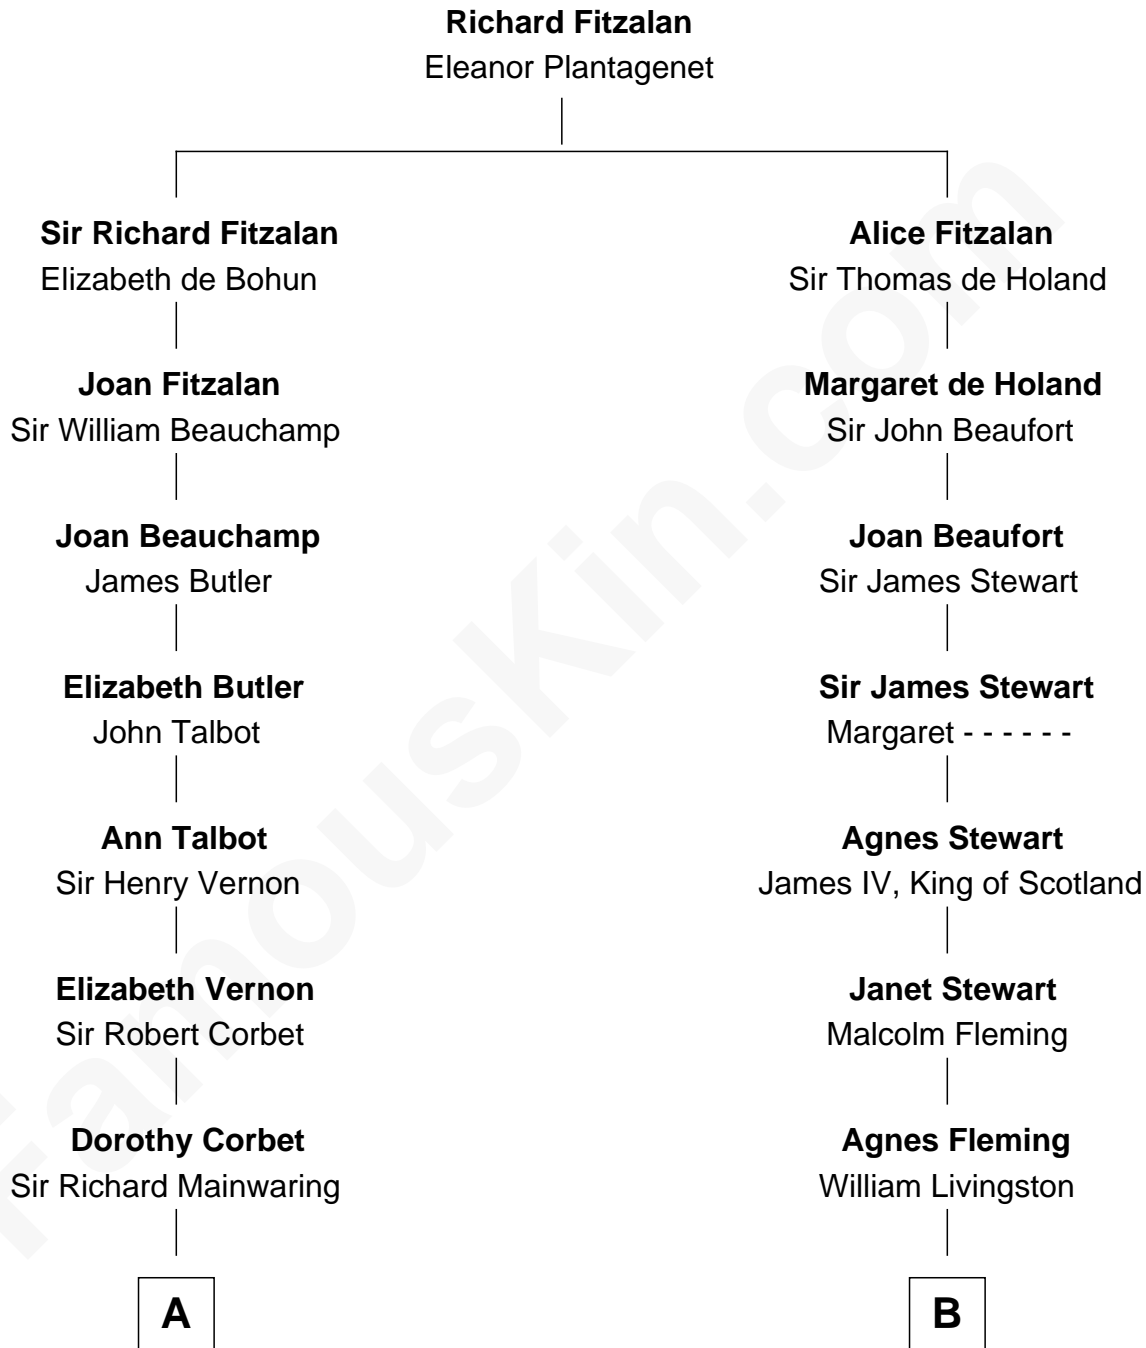 Richard Fitzalan
Eleanor Plantagenet
Sir Richard Fitzalan
Elizabeth de Bohun
Alice Fitzalan
Sir Thomas de Holand
Joan Fitzalan
Sir William Beauchamp
Margaret de Holand
Sir John Beaufort
Joan Beauchamp
James Butler
Joan Beaufort
Sir James Stewart
Elizabeth Butler
John Talbot
Sir James Stewart
Margaret - - - - - -
Ann Talbot
Sir Henry Vernon
Agnes Stewart
James IV, King of Scotland
Elizabeth Vernon
Sir Robert Corbet
Janet Stewart
Malcolm Fleming
Dorothy Corbet
Sir Richard Mainwaring
Agnes Fleming
William Livingston
A
B
FamousKin.com